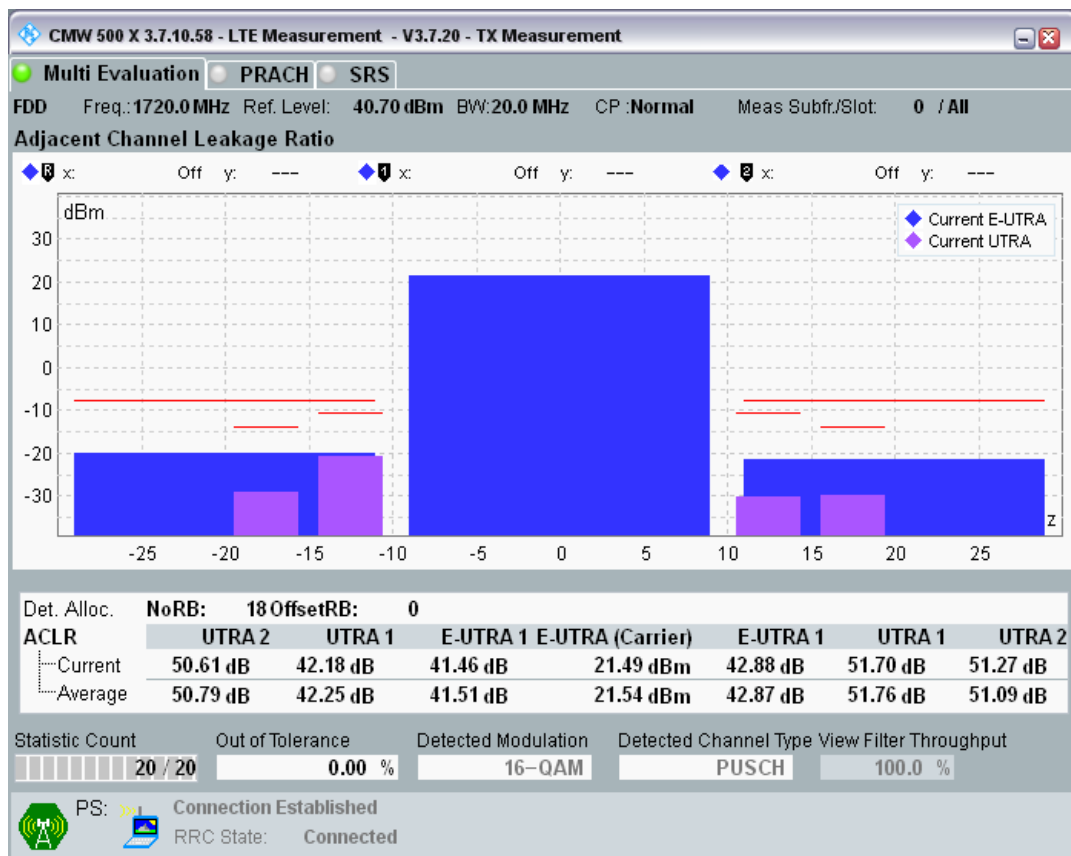 CMW 500 X 3.7.10.58 - LTE Measurement - V3.7.20 - TX Measurement
Multi Evaluation PRACH SRS
FDD Freq.:1720.0 MHz Ref. Level: 40.70 dBm BW:20.0 MHz CP :Normal Meas Subfr./Slot: 0 / All
Adjacent Channel Leakage Ratio
R x: Off y: --- 1 x: Off y: --- 2 x: Off y: ---
dBm
Current E-UTRA
Current UTRA
30
20
10
0
-10
-20
-30
z
-25 -20 -15 -10 -5 0 5 10 15 20 25
Det. Alloc. NoRB: 18 OffsetRB: 0
ACLR UTRA 2 UTRA 1 E-UTRA 1 E-UTRA (Carrier) E-UTRA 1 UTRA 1 UTRA 2
Current 50.61 dB 42.18 dB 41.46 dB 21.49 dBm 42.88 dB 51.70 dB 51.27 dB
Average 50.79 dB 42.25 dB 41.51 dB 21.54 dBm 42.87 dB 51.76 dB 51.09 dB
Statistic Count Out of Tolerance Detected Modulation Detected Channel Type View Filter Throughput
20 / 20 0.00 % 16-QAM PUSCH 100.0 %
PS: Connection Established
RRC State: Connected